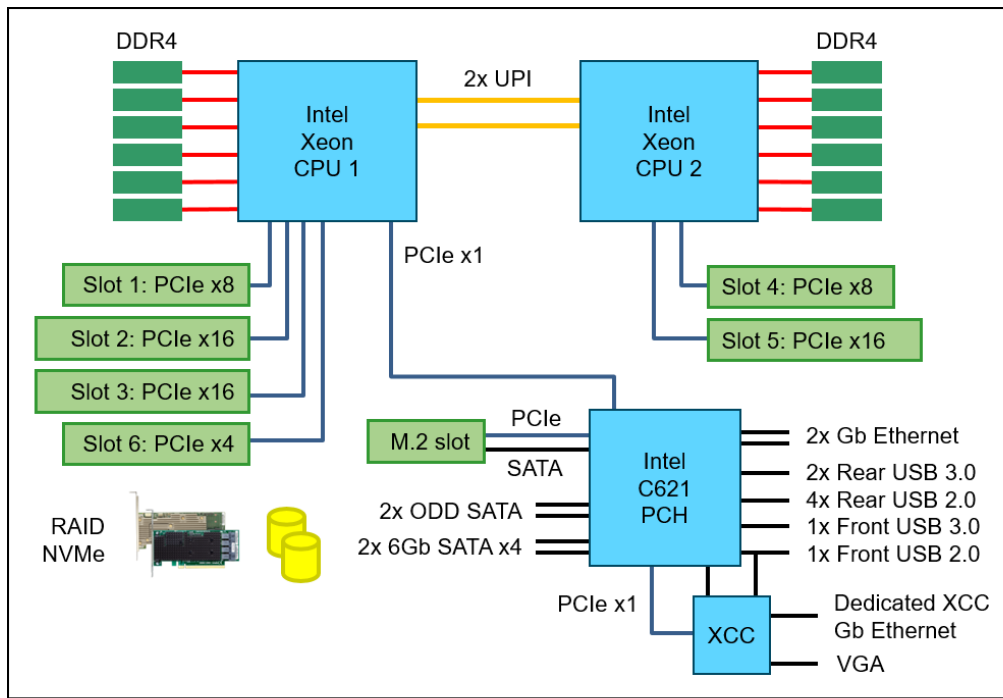 DDR4
DDR4
2x UPI
Intel
Xeon
CPU 1
Intel
Xeon
CPU 2
PCIe x1
Slot 1: PCIe x8
Slot 2: PCIe x16
Slot 3: PCIe x16
Slot 6: PCIe x4
Slot 4: PCIe x8
Slot 5: PCIe x16
M.2 slot
PCIe
SATA
2x ODD SATA
2x 6Gb SATA x4
Intel
C621
PCH
2x Gb Ethernet
2x Rear USB 3.0
4x Rear USB 2.0
1x Front USB 3.0
1x Front USB 2.0
RAID
NVMe
PCIe x1
XCC
Dedicated XCC
Gb Ethernet
VGA